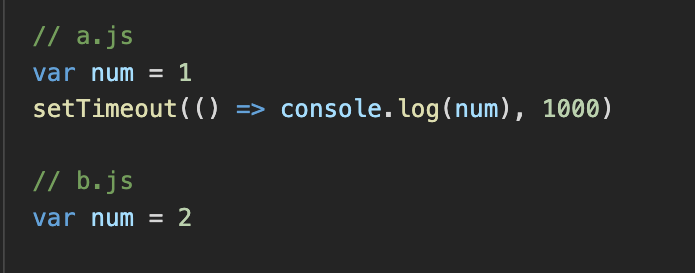 // a.js
var num = 1
setTimeout(() => console.log(num), 1000)
// b.js
var num = 2